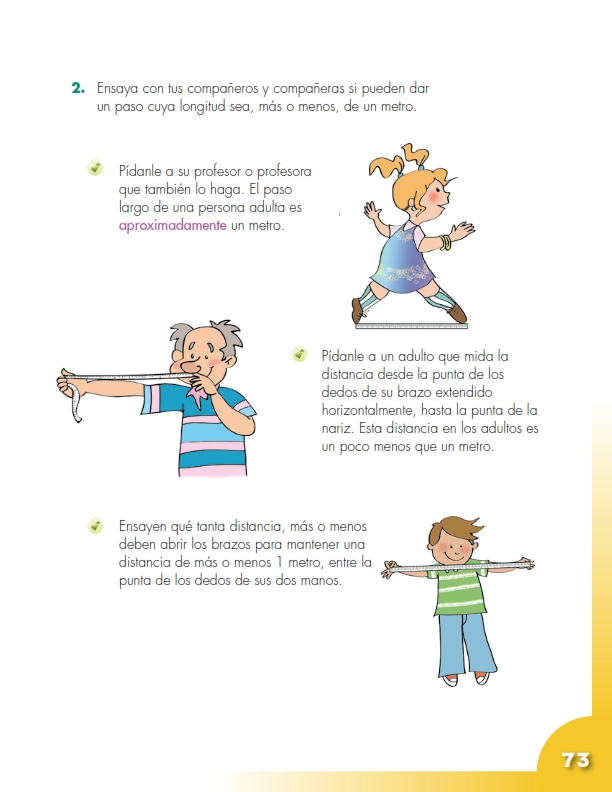 2. Ensaya con tus compañeros y compañeras si pueden dar
un paso cuya longitud sea, más o menos, de un metro.
Pídanle a su profesor o profesora
que también lo haga. El paso
largo de una persona adulta es
aproximadamente un metro.
Pídanle a un adulto que mida la
distancia desde la punta de los
dedos de su brazo extendido
horizontalmente, hasta la punta de la
nariz. Esta distancia en los adultos es
un poco menos que un metro.
Ensayen qué tanta distancia, más o menos
deben abrir los brazos para mantener una
distancia de más o menos 1 metro, entre la
punta de los dedos de sus dos manos.
73